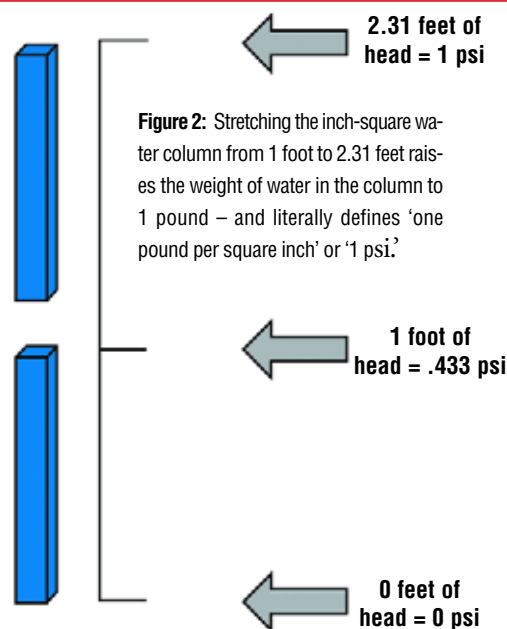 2.31 feet of
head = 1 psi
Figure 2: Stretching the inch-square wa-
ter column from 1 foot to 2.31 feet rais-
es the weight of water in the column to
1 pound – and literally defines ‘one
pound per square inch’ or ‘1 psi.’
1 foot of
head = .433 psi
0 feet of
head = 0 psi